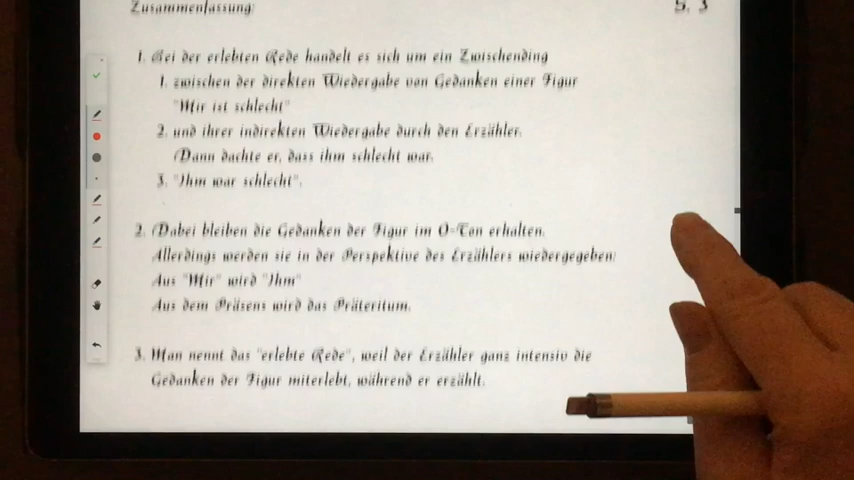 Zusammenfassung:
S. 3
1. Bei der erlebten Rede handelt es sich um ein Zwischending
1. zwischen der direkten Wiedergabe von Gedanken einer Figur
"Mir ist schlecht"
2. und ihrer indirekten Wiedergabe durch den Erzähler.
Dann dachte er, dass ihm schlecht war.
3. "Ihm war schlecht".
2. Dabei bleiben die Gedanken der Figur im O-Ton erhalten.
Allerdings werden sie in der Perspektive des Erzählers wiedergegeben:
Aus "Mir" wird "Ihm"
Aus dem Präsens wird das Präteritum.
3. Man nennt das "erlebte Rede", weil der Erzähler ganz intensiv die
Gedanken der Figur miterlebt, während er erzählt.